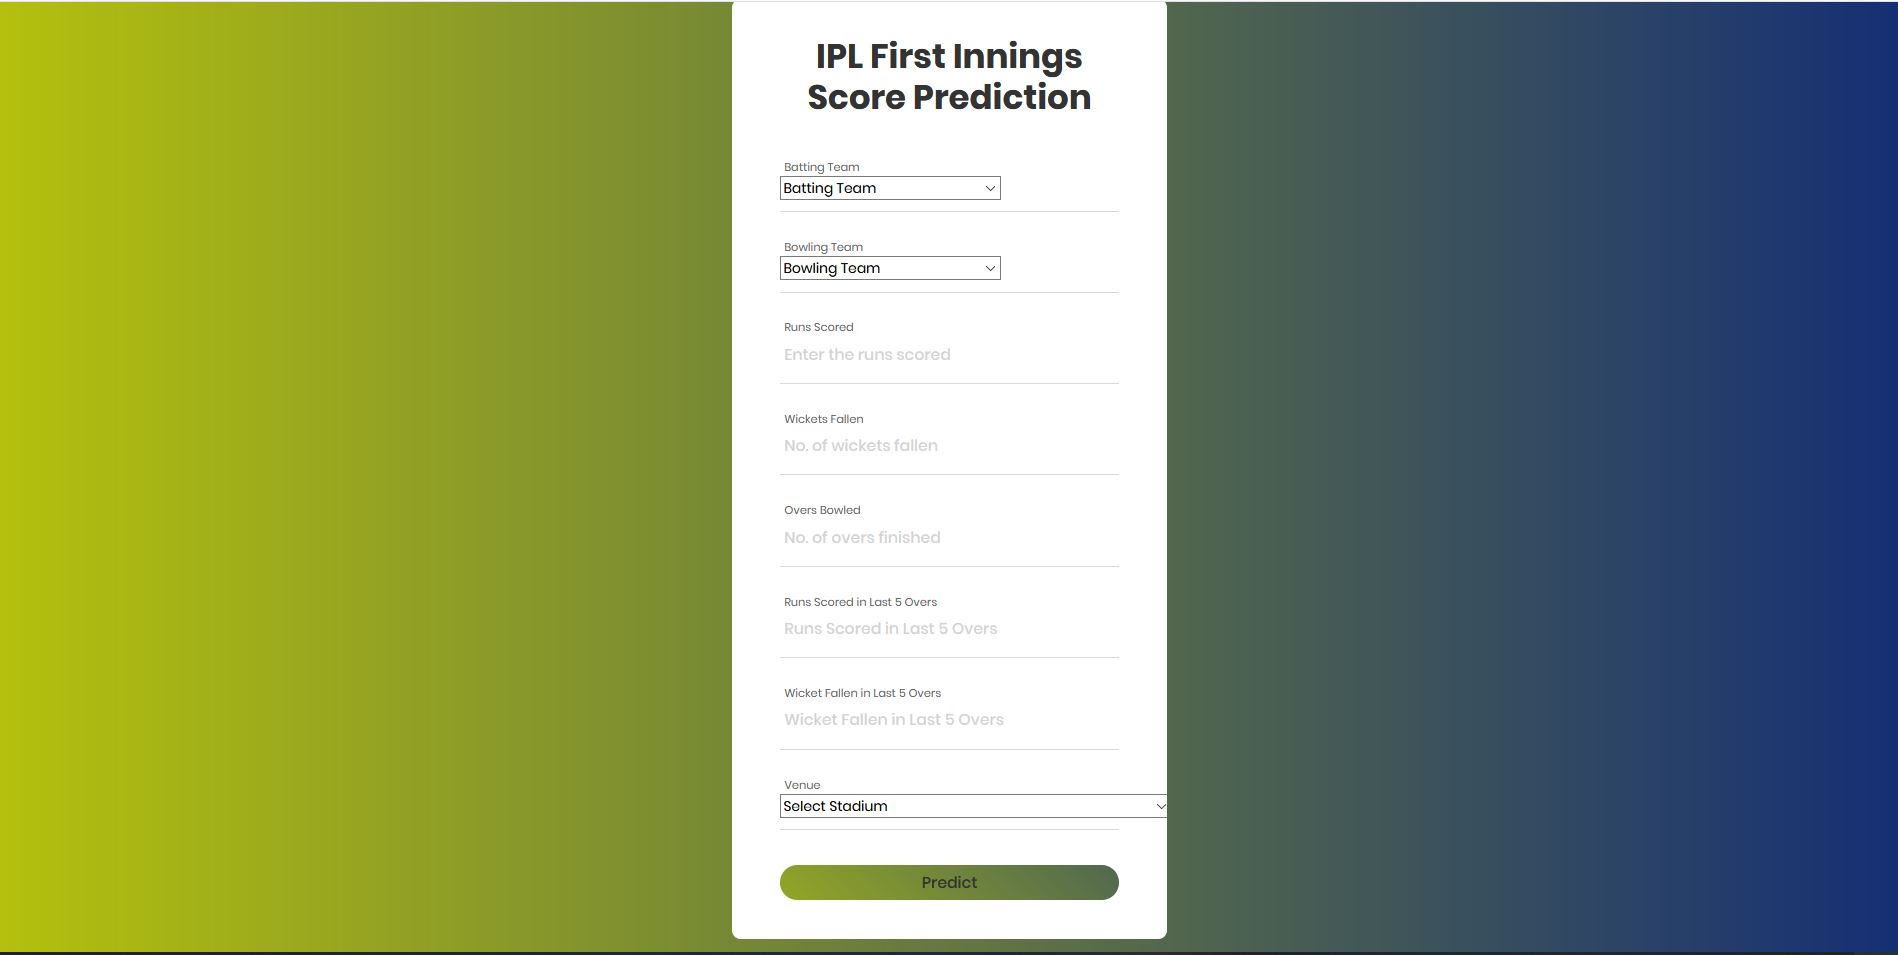 IPL First Innings
Score Prediction
Batting Team
Batting Team
Bowling Team
Bowling Team
Runs Scored
Enter the runs scored
Wickets Fallen
No. of wickets fallen
Overs Bowled
No. of overs finished
Runs Scored in Last 5 Overs
Runs Scored in Last 5 Overs
Wicket Fallen in Last 5 Overs
Wicket Fallen in Last 5 Overs
Venue
Select Stadium
Predict